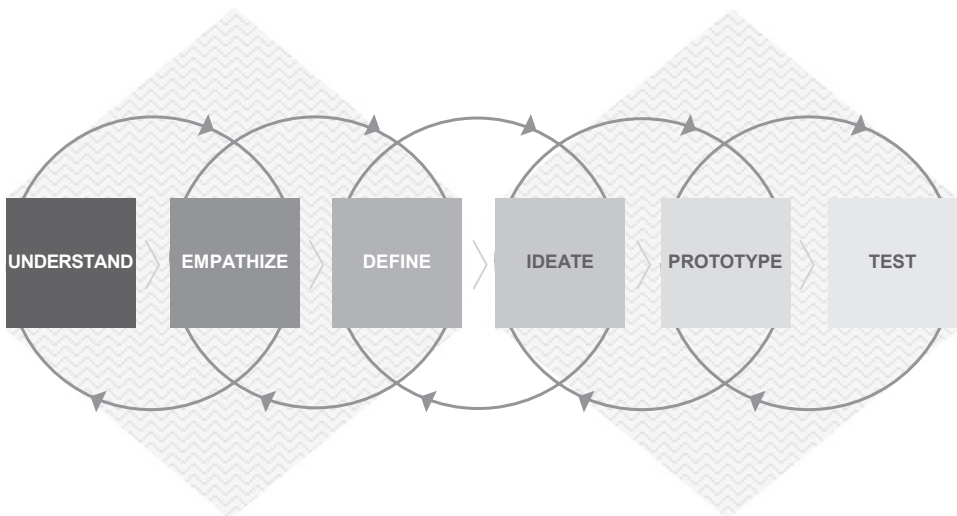 UNDERSTAND
EMPATHIZE
DEFINE
IDEATE
PROTOTYPE
TEST